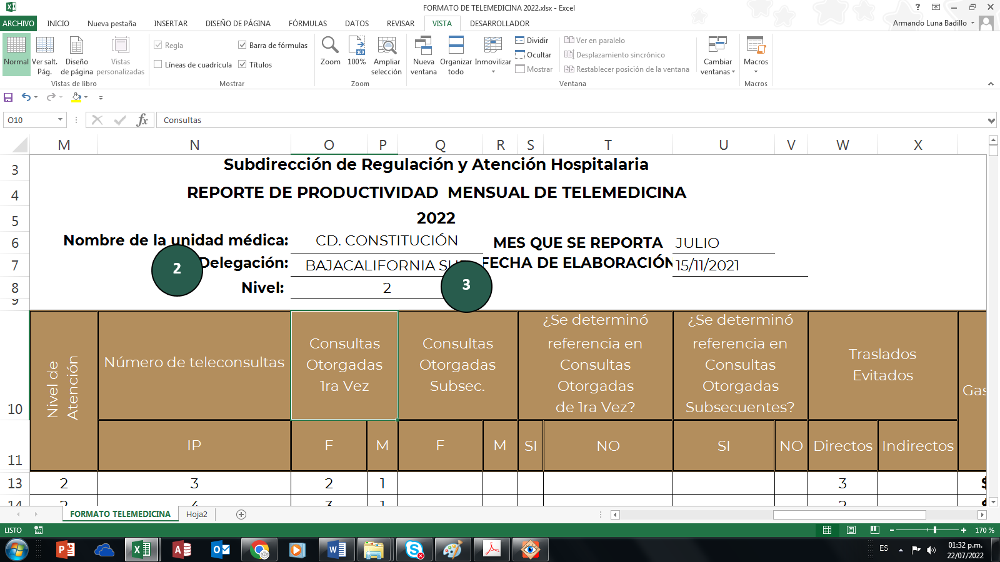 FORMATO DE TELEMEDICINA 2022.xlsx - Excel
ARCHIVO INICIO Nueva pestaña INSERTAR DISEÑO DE PÁGINA FÓRMULAS DATOS REVISAR VISTA DESARROLLADOR Armando Luna Badillo
Normal Ver salt. Pág. Diseño de página Vistas personalizadas
Vistas de libro
Regla Barra de fórmulas
Líneas de cuadrícula Títulos
Mostrar
Zoom 100% Ampliar selección
Zoom
Nueva ventana Organizar todo Inmovilizar
Dividir
Ocultar
Mostrar
Ver en paralelo
Desplazamiento sincrónico
Restablecer posición de la ventana
Ventana
Cambiar ventanas
Macros
Macros
O10 fx Consultas
M N O P Q R S T U V W X
3 Subdirección de Regulación y Atención Hospitalaria
4 REPORTE DE PRODUCTIVIDAD MENSUAL DE TELEMEDICINA
5 2022
6 Nombre de la unidad médica: CD. CONSTITUCIÓN MES QUE SE REPORTA JULIO
7 Delegación: BAJACALIFORNIA FECHA DE ELABORACIÓN 15/11/2021
8 Nivel: 2
9
2
3
10 Nivel de Atención
Número de teleconsultas
Consultas
Otorgadas
1ra Vez
Consultas
Otorgadas
Subsec.
¿Se determinó
referencia en
Consultas
Otorgadas
de 1ra Vez?
¿Se determinó
referencia en
Consultas
Otorgadas
Subsecuentes?
Traslados
Evitados
Gas
11 IP F M F M SI NO SI NO Directos Indirectos
13 2 3 2 1 3 $
14 2 4 3 1 2
FORMATO TELEMEDICINA Hoja2
LISTO 170 %
ES 01:32 p.m.
22/07/2022